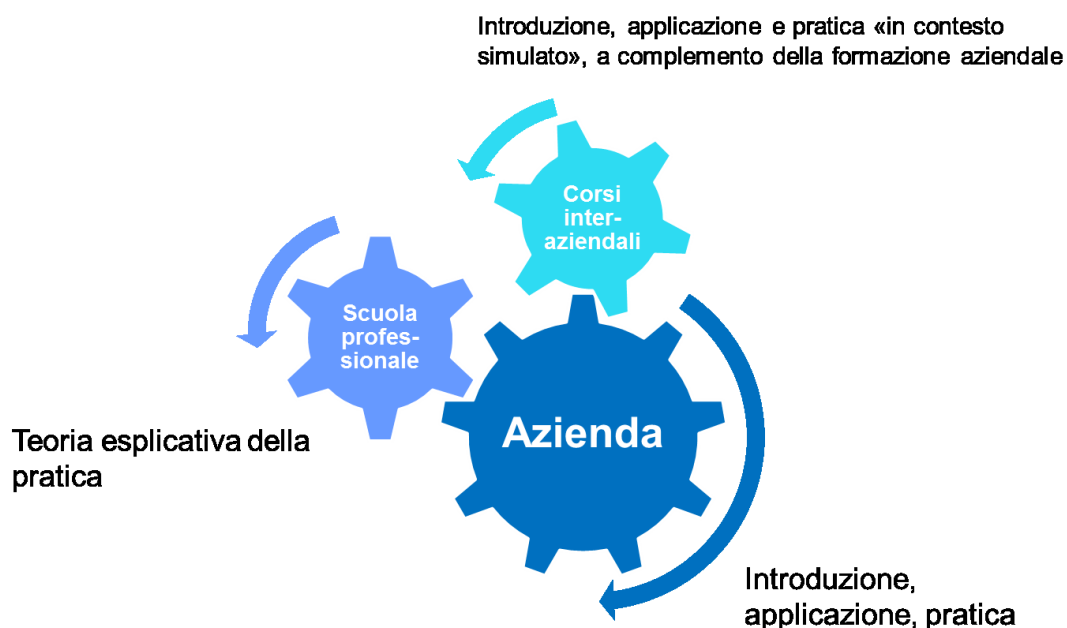 Introduzione, applicazione e pratica «in contesto
simulato», a complemento della formazione aziendale
Corsi
inter-
aziendali
Scuola
profes-
sionale
Azienda
Teoria esplicativa della
pratica
Introduzione,
applicazione, pratica